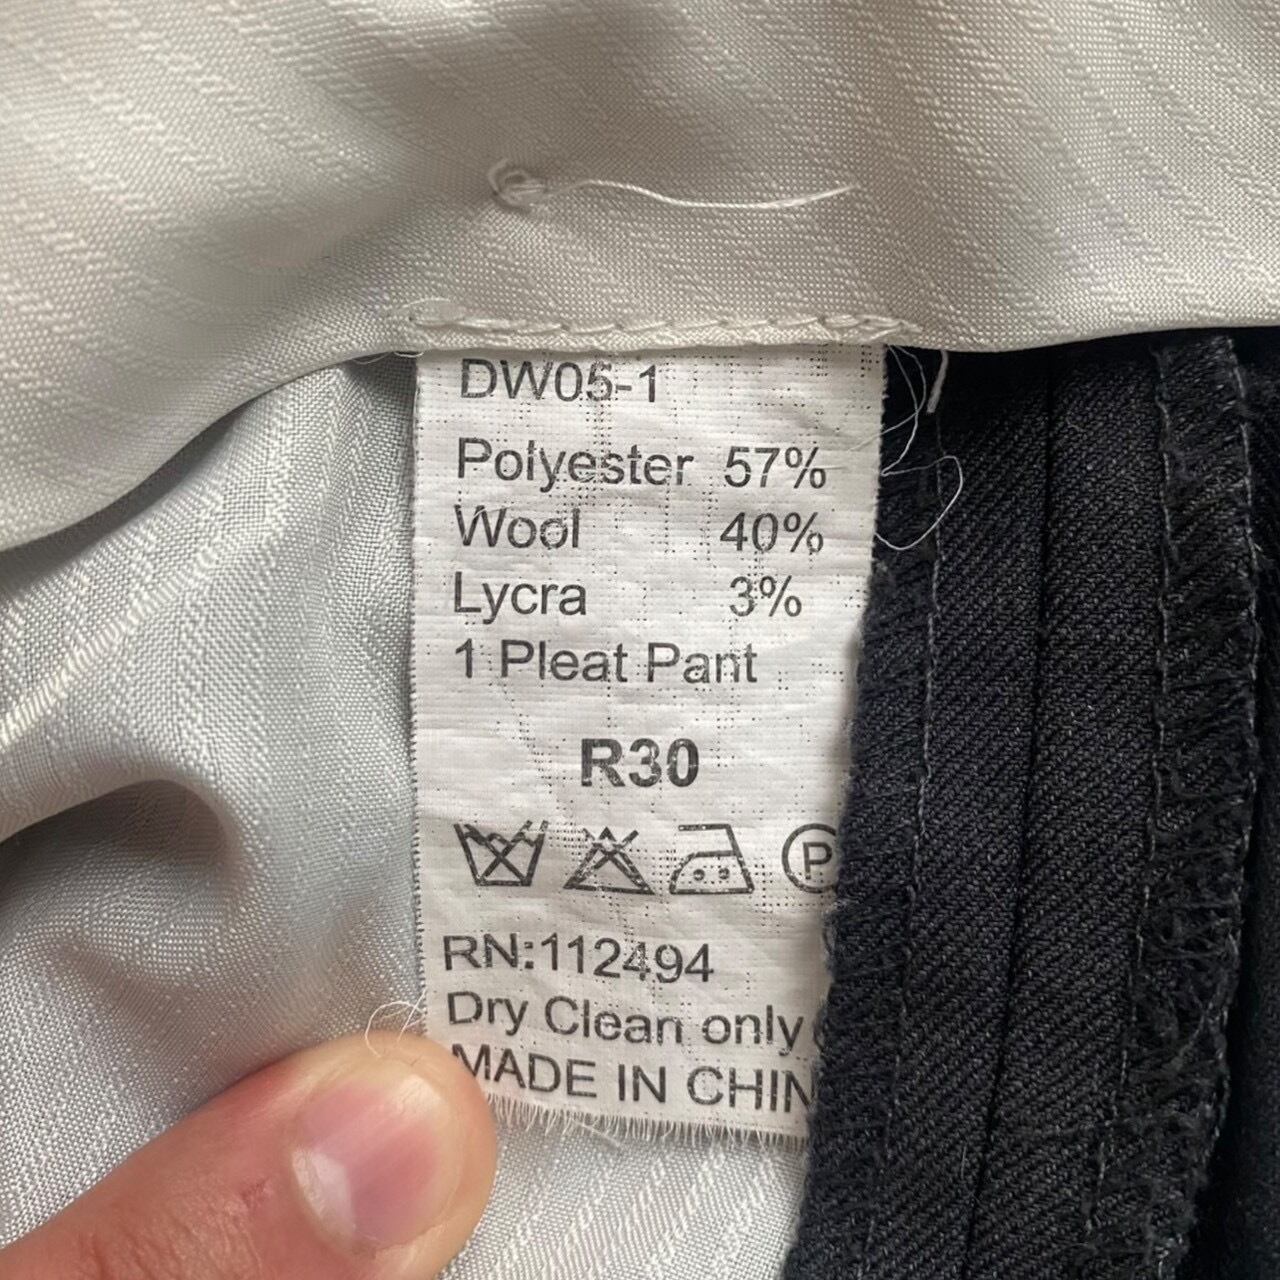 DW05-1
Polyester 57%
Wool 40%
Lycra 3%
1 Pleat Pant
R30
P
RN:112494
Dry Clean only
MADE IN CHIN